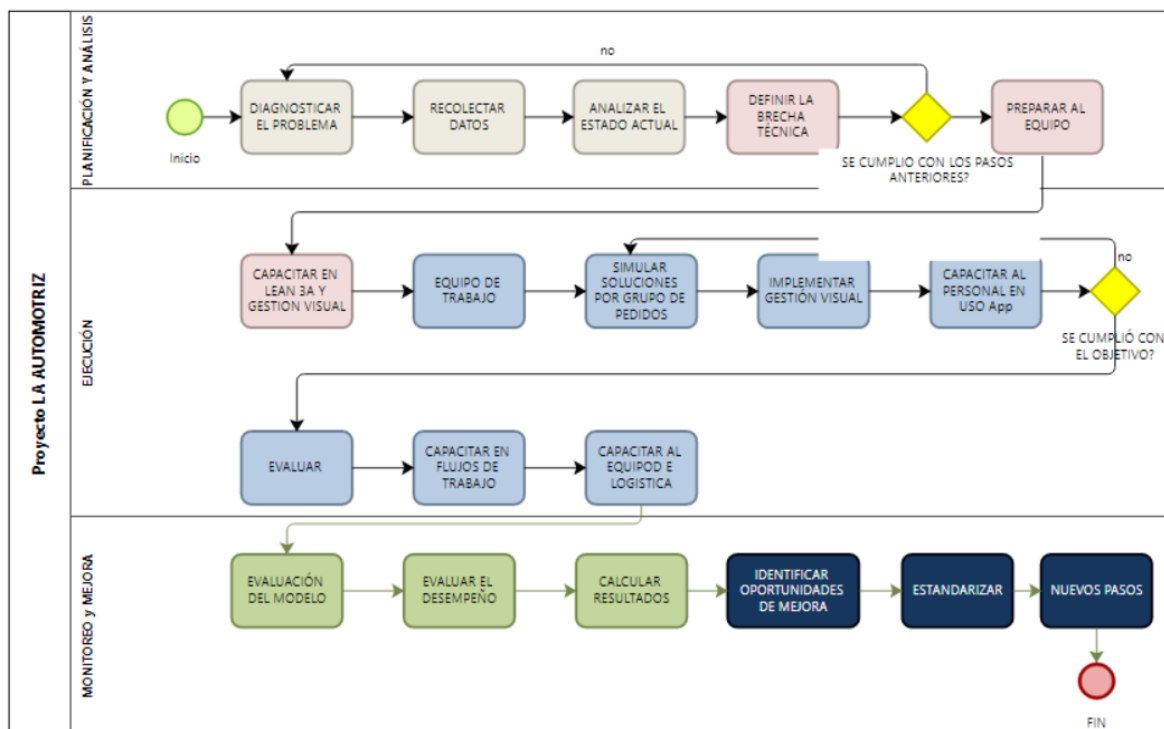 Proyecto LA AUTOMOTRIZ
PLANIFICACIÓN Y ANÁLISIS
no
Inicio
DIAGNOSTICAR
EL PROBLEMA
RECOLECTAR
DATOS
ANALIZAR EL
ESTADO ACTUAL
DEFINIR LA
BRECHA
TÉCNICA
SE CUMPLIO CON LOS PASOS
ANTERIORES?
PREPARAR AL
EQUIPO
EJECUCIÓN
CAPACITAR EN
LEAN 3A Y
GESTION VISUAL
EQUIPO DE
TRABAJO
SIMULAR
SOLUCIONES
POR GRUPO DE
PEDIDOS
IMPLEMENTAR
GESTIÓN VISUAL
CAPACITAR AL
PERSONAL EN
USO App
no
SE CUMPLIÓ CON
EL OBJETIVO?
EVALUAR
CAPACITAR EN
FLUJOS DE
TRABAJO
CAPACITAR AL
EQUIPOD E
LOGISTICA
MONITOREO y MEJORA
EVALUACIÓN
DEL MODELO
EVALUAR EL
DESEMPEÑO
CALCULAR
RESULTADOS
IDENTIFICAR
OPORTUNIDADES
DE MEJORA
ESTANDARIZAR
NUEVOS PASOS
FIN